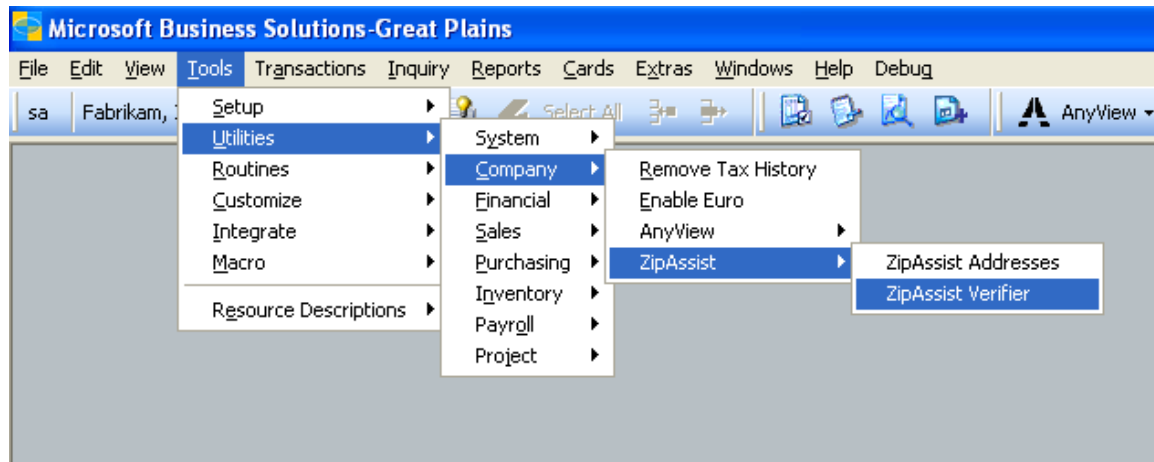 Microsoft Business Solutions-Great Plains
File Edit View Tools Transactions Inquiry Reports Cards Extras Windows Help Debug
sa Fabrikam, Select All AnyView
Setup
Utilities
Routines
Customize
Integrate
Macro
Resource Descriptions
System
Company
Financial
Sales
Purchasing
Inventory
Payroll
Project
Remove Tax History
Enable Euro
AnyView
ZipAssist
ZipAssist Addresses
ZipAssist Verifier